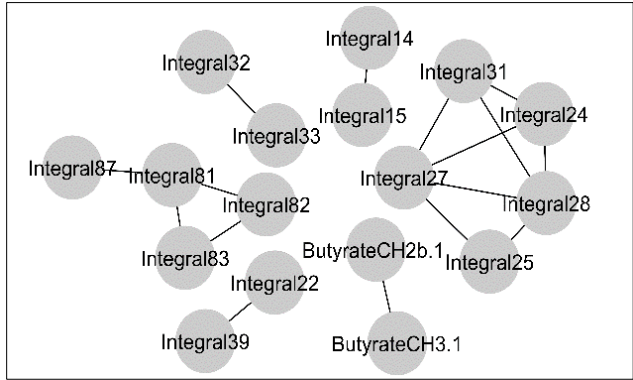 Integral14
Integral32
Integral31
Integral24
Integral15
Integral33
Integral87
Integral81
Integral27
Integral82
Integral28
ButyrateCH2b.1
Integral83
Integral25
Integral22
Integral39
ButyrateCH3.1